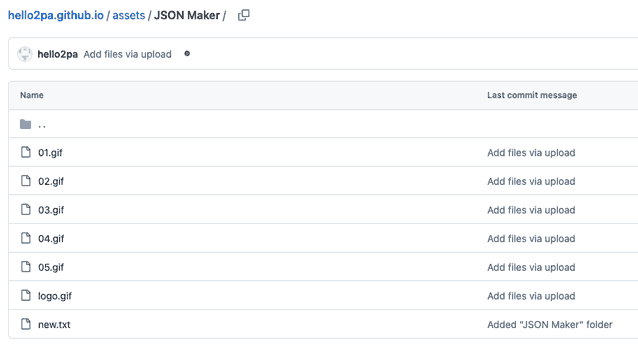 hello2pa.github.io / assets / JSON Maker /
hello2pa Add files via upload
Name Last commit message
..
01.gif Add files via upload
02.gif Add files via upload
03.gif Add files via upload
04.gif Add files via upload
05.gif Add files via upload
logo.gif Add files via upload
new.txt Added "JSON Maker" folder